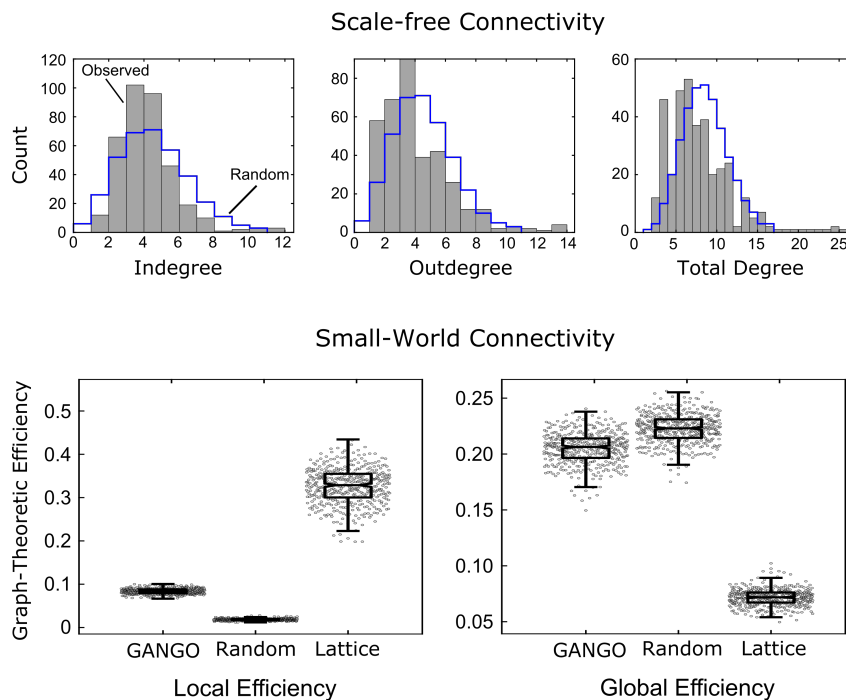 Scale-free Connectivity
120
100
80
60
40
20
0
Count
Observed
Random
0 2 4 6 8 10 12
Indegree
80
60
40
20
0
0 2 4 6 8 10 12 14
Outdegree
60
40
20
0
5 10 15 20 25
Total Degree
Small-World Connectivity
Graph-Theoretic Efficiency
0.5
0.4
0.3
0.2
0.1
0
GANGO Random Lattice
Local Efficiency
0.25
0.20
0.10
0.05
GANGO Random Lattice
Global Efficiency